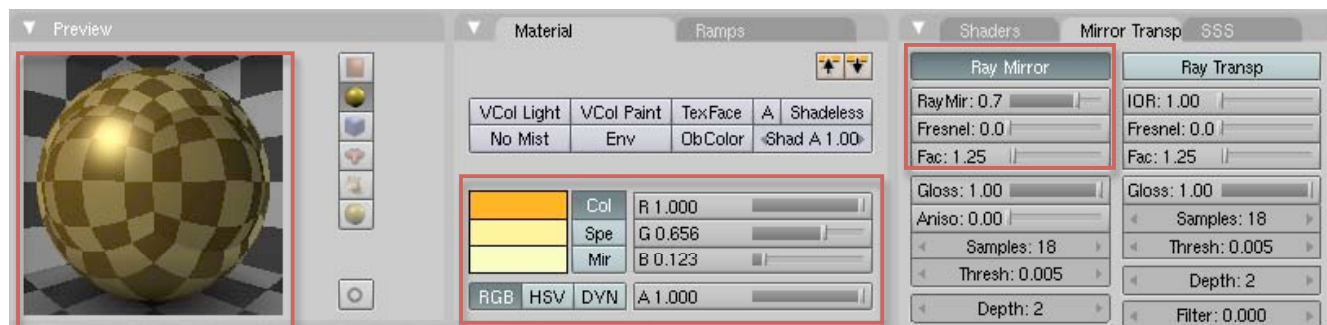 Preview
Material Ramps
VCol Light VCol Paint TexFace A Shadeless
No Mist Env ObColor Shad A 1.00
Col R 1.000
Spe G 0.656
Mir B 0.123
RGB HSV DYN A 1.000
Shaders Mirror Transp SSS
Ray Mirror
Ray Mir: 0.7
Fresnel: 0.0
Fac: 1.25
Gloss: 1.00
Aniso: 0.00
Samples: 18
Thresh: 0.005
Depth: 2
Ray Transp
IOR: 1.00
Fresnel: 0.0
Fac: 1.25
Gloss: 1.00
Samples: 18
Thresh: 0.005
Depth: 2
Filter: 0.000